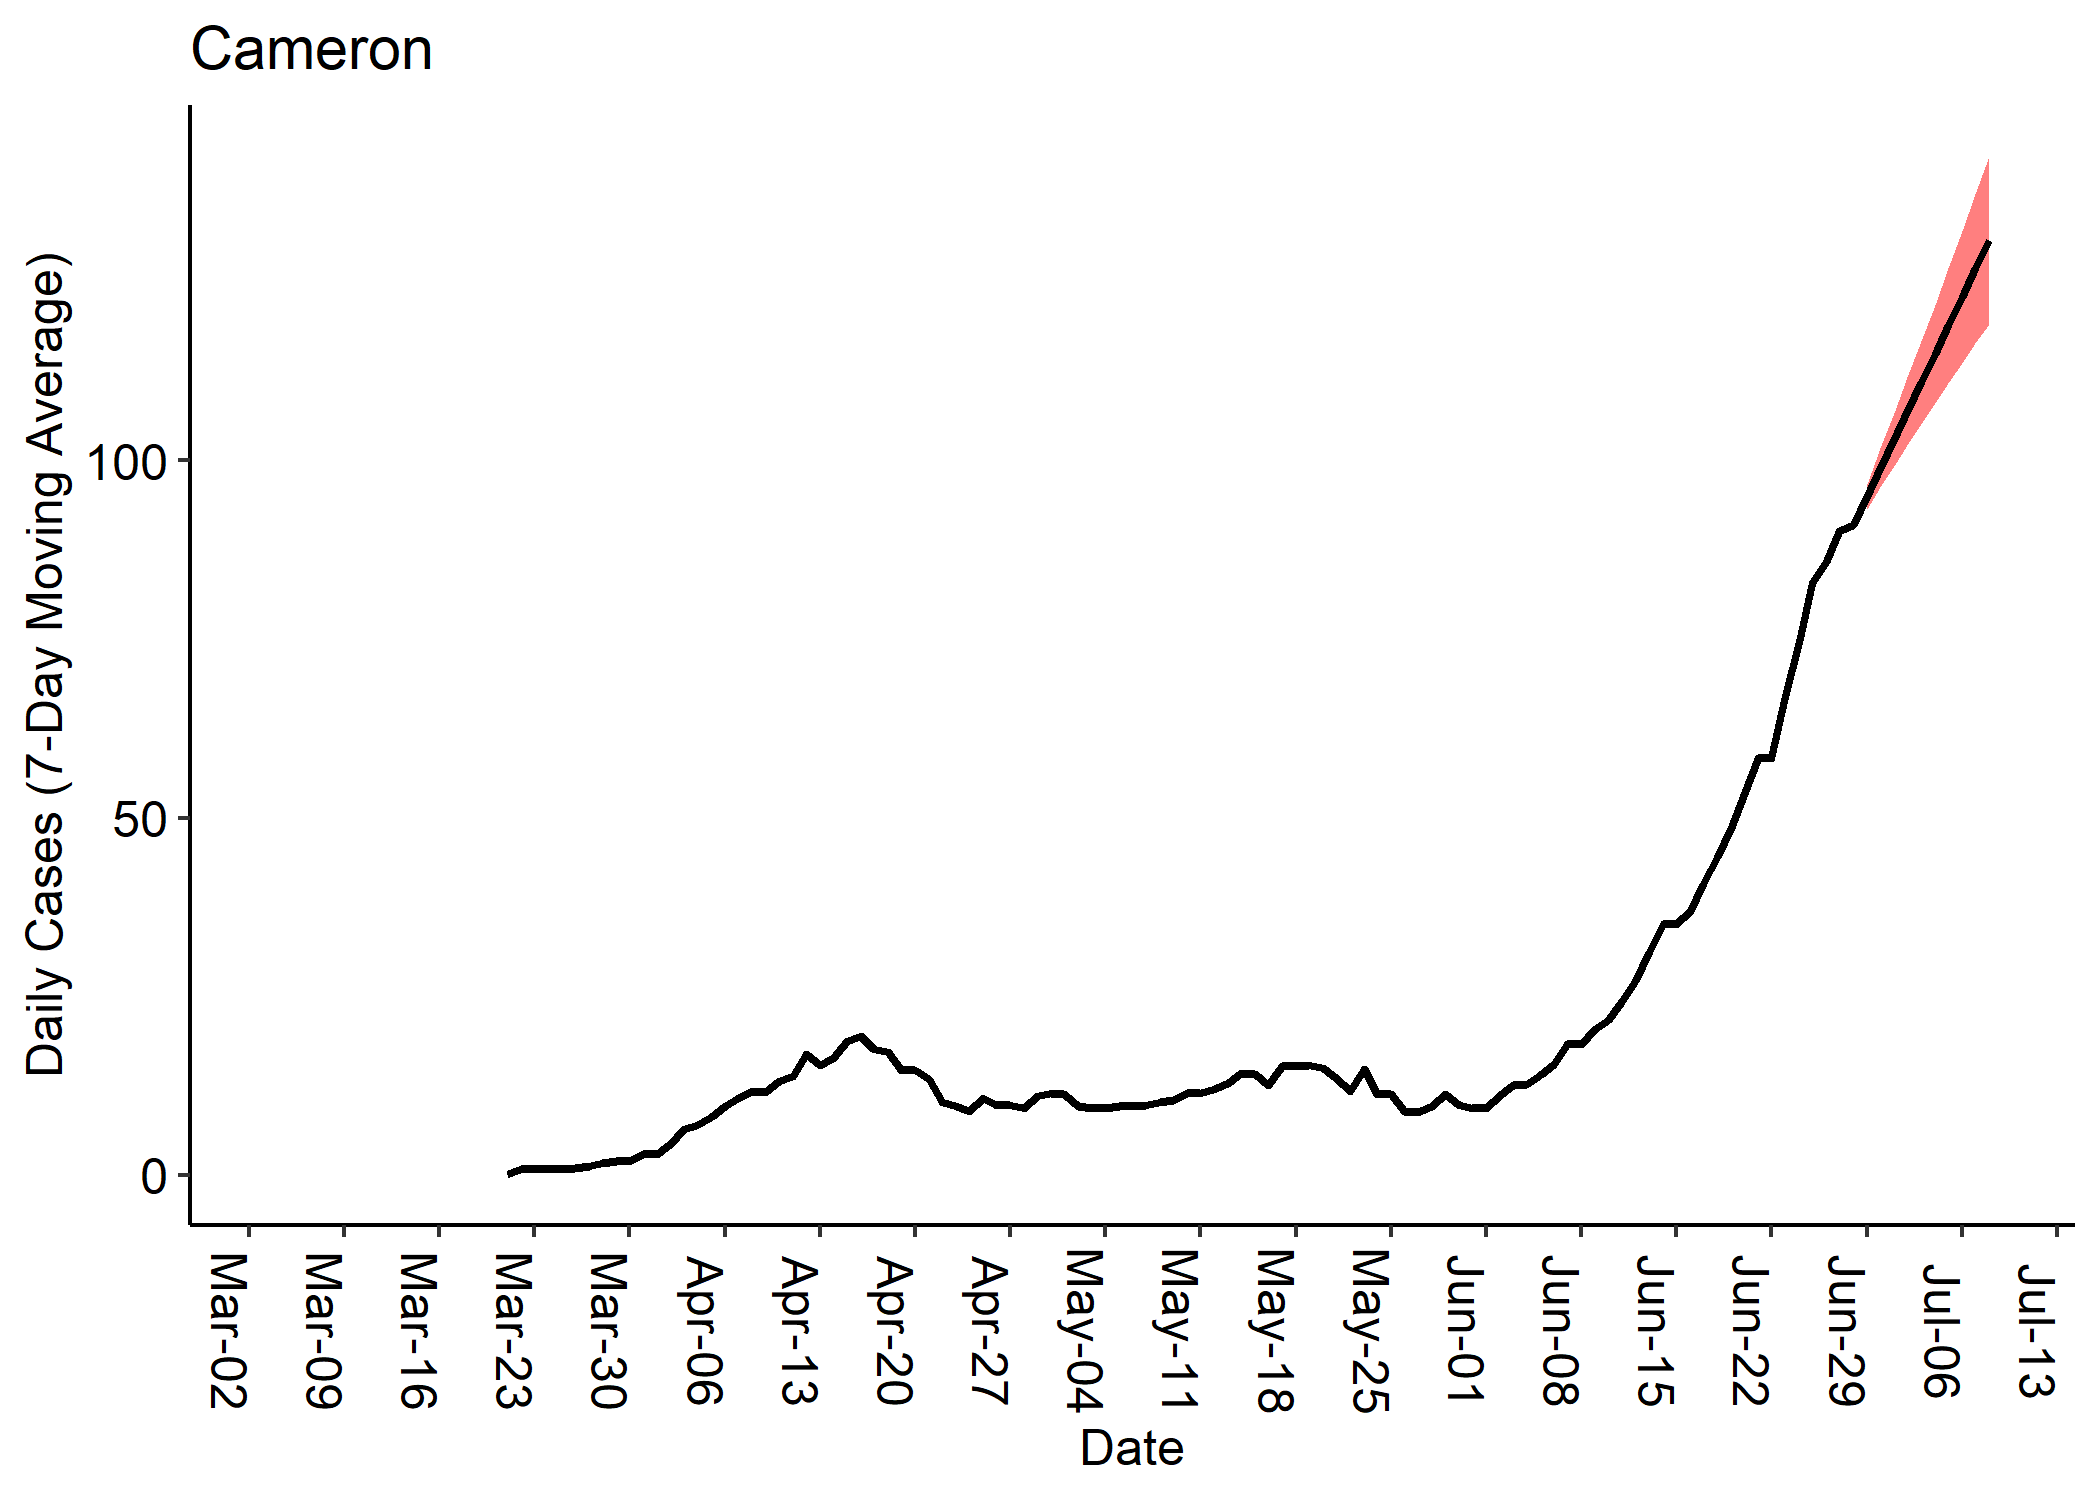 Cameron
Daily Cases (7-Day Moving Average)
100
50
0
Mar-02
Mar-09
Mar-16
Mar-23
Mar-30
Apr-06
Apr-13
Apr-20
Apr-27
May-04
May-11
May-18
May-25
Jun-01
Jun-08
Jun-15
Jun-22
Jun-29
Jul-06
Jul-13
Date